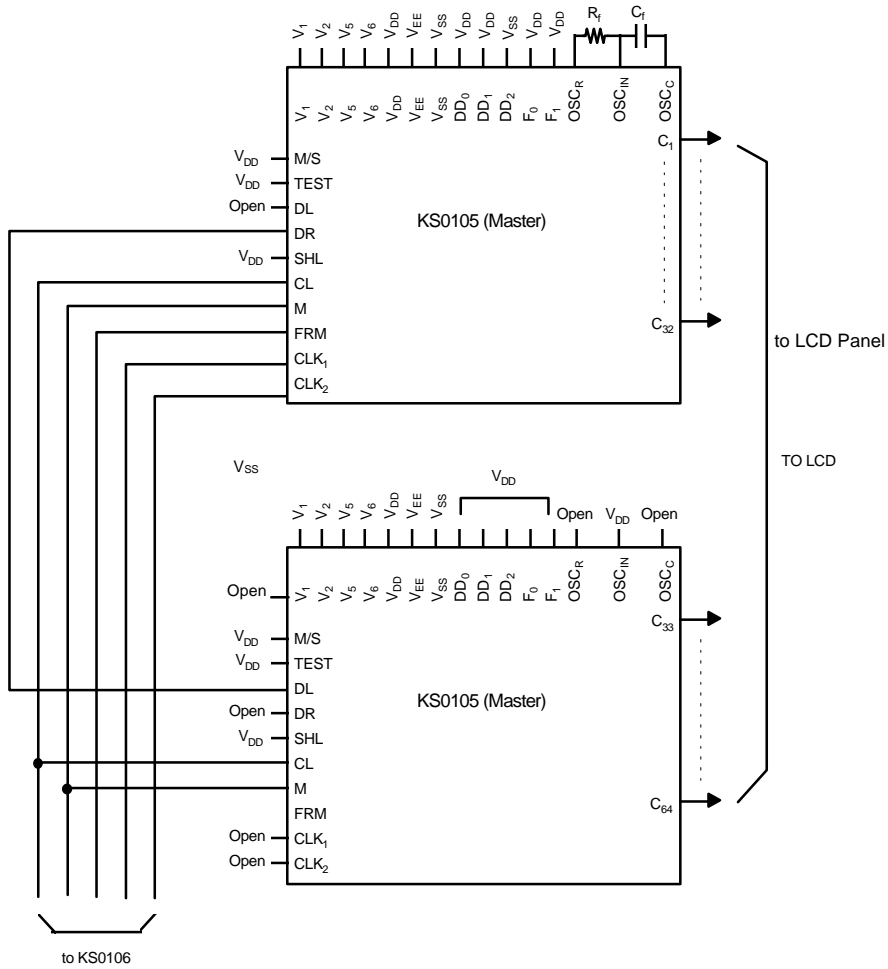 V1 V2 V5 V6 VDD VEE VSS VDD VDD VSS VDD VDD Rf Cf
V1 V2 V5 V6 VDD VEE VSS DD0 DD1 DD2 F0 F1 OSCR OSCIN OSCC
C1
VDD M/S
VDD TEST
Open DL
KS0105 (Master)
DR
VDD SHL
CL
M
C32
FRM
to LCD Panel
CLK1
CLK2
TO LCD
VSS
VDD
V1 V2 V5 V6 VDD VEE VSS Open VDD Open
V1 V2 V5 V6 VDD VEE VSS DD0 DD1 DD2 F0 F1 OSCR OSCIN OSCC
Open
C33
VDD M/S
VDD TEST
DL
KS0105 (Master)
Open DR
VDD SHL
CL
M
C64
FRM
Open CLK1
Open CLK2
to KS0106